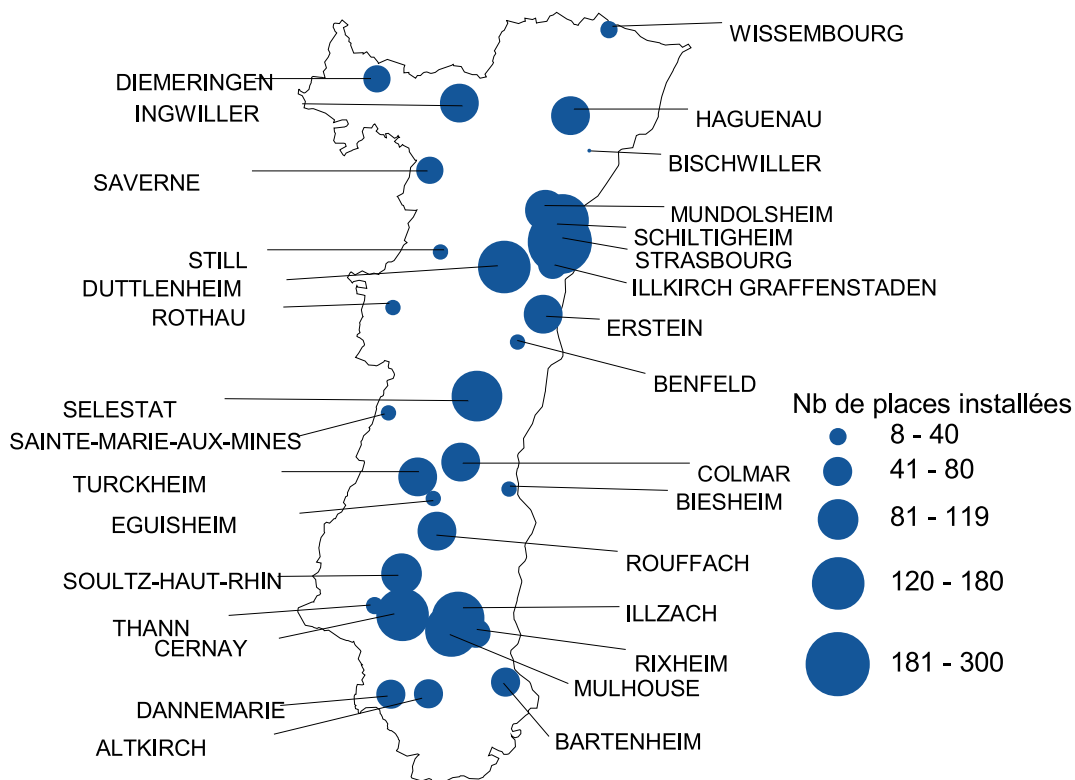 WISSEMBOURG
DIEMERINGEN
INGWILLER
HAGUENAU
BISCHWILLER
SAVERNE
MUNDOLSHEIM
SCHILTIGHEIM
STRASBOURG
STILL
DUTTLENHEIM
ILLKIRCH GRAFFENSTADEN
ROTHAU
ERSTEIN
BENFELD
SELESTAT
SAINTE-MARIE-AUX-MINES
COLMAR
TURCKHEIM
BIESHEIM
EGUISHEIM
ROUFFACH
SOULTZ-HAUT-RHIN
ILLZACH
THANN
CERNAY
RIXHEIM
MULHOUSE
DANNEMARIE
ALTKIRCH
BARTENHEIM
Nb de places installées
8 - 40
41 - 80
81 - 119
120 - 180
181 - 300